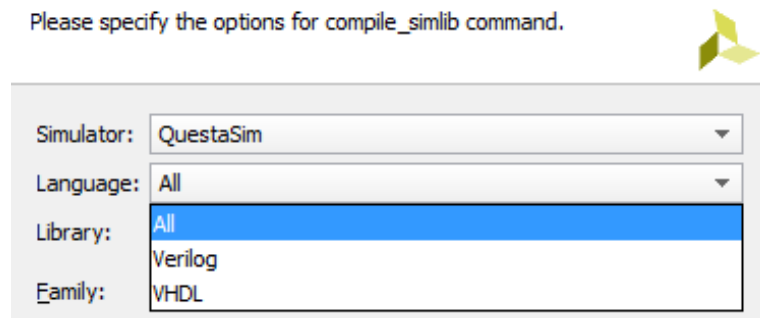 Please specify the options for compile_simlib command.
Simulator: QuestaSim
Language: All
Library: All
Verilog
Family: VHDL